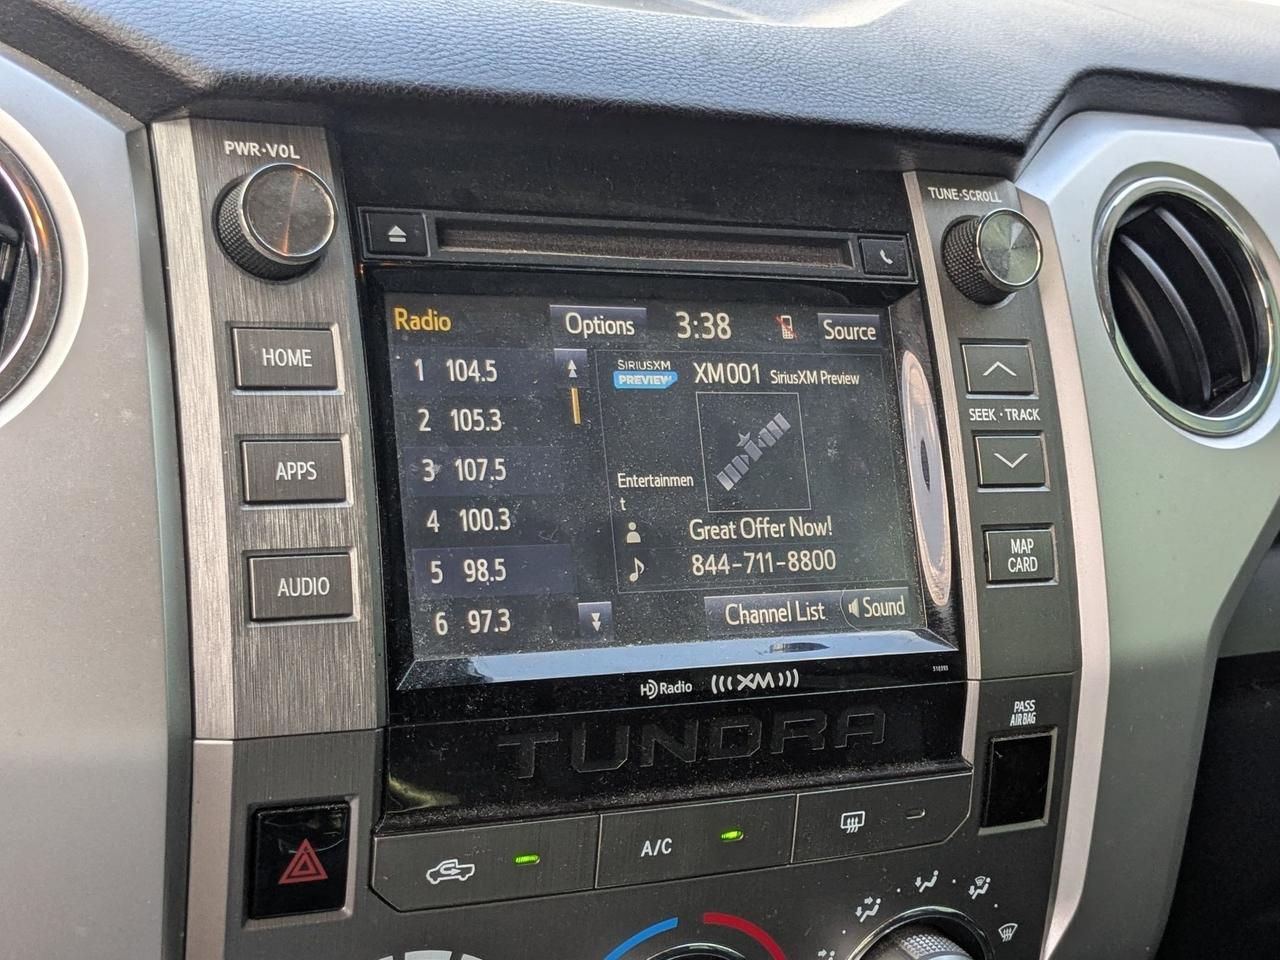 PWR·VOL
TUNE·SCROLL
HOME
APPS
AUDIO
Radio
Options
3:38
Source
1 104.5
2 105.3
3 107.5
4 100.3
5 98.5
6 97.3
SIRIUSXM
PREVIEW
XM001 SiriusXM Preview
Entertainmen
t
Great Offer Now!
844-711-8800
Channel List
Sound
SEEK·TRACK
MAP
CARD
HD Radio
(((XM)))
510393
TUNDRA
PASS
AIR BAG
A/C